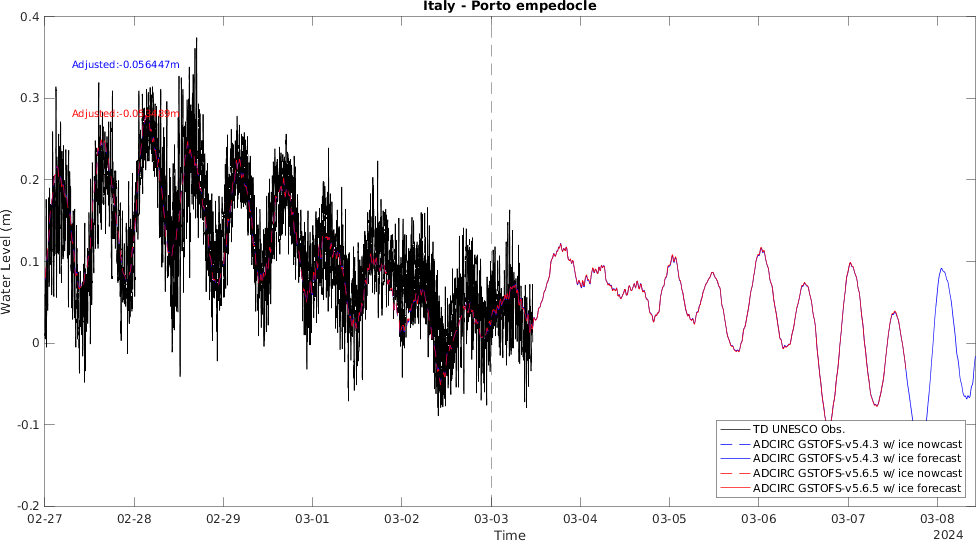 Italy - Porto empedocle
Adjusted:-0.056447m
Water Level (m)
0.4
0.3
0.2
0.1
0
-0.1
-0.2
TD UNESCO Obs.
ADCIRC GSTOFS-v5.4.3 w/ ice nowcast
ADCIRC GSTOFS-v5.4.3 w/ ice forecast
ADCIRC GSTOFS-v5.6.5 w/ ice nowcast
ADCIRC GSTOFS-v5.6.5 w/ ice forecast
02-27 02-28 02-29 03-01 03-02 03-03 03-04 03-05 03-06 03-07 03-08
Time
2024